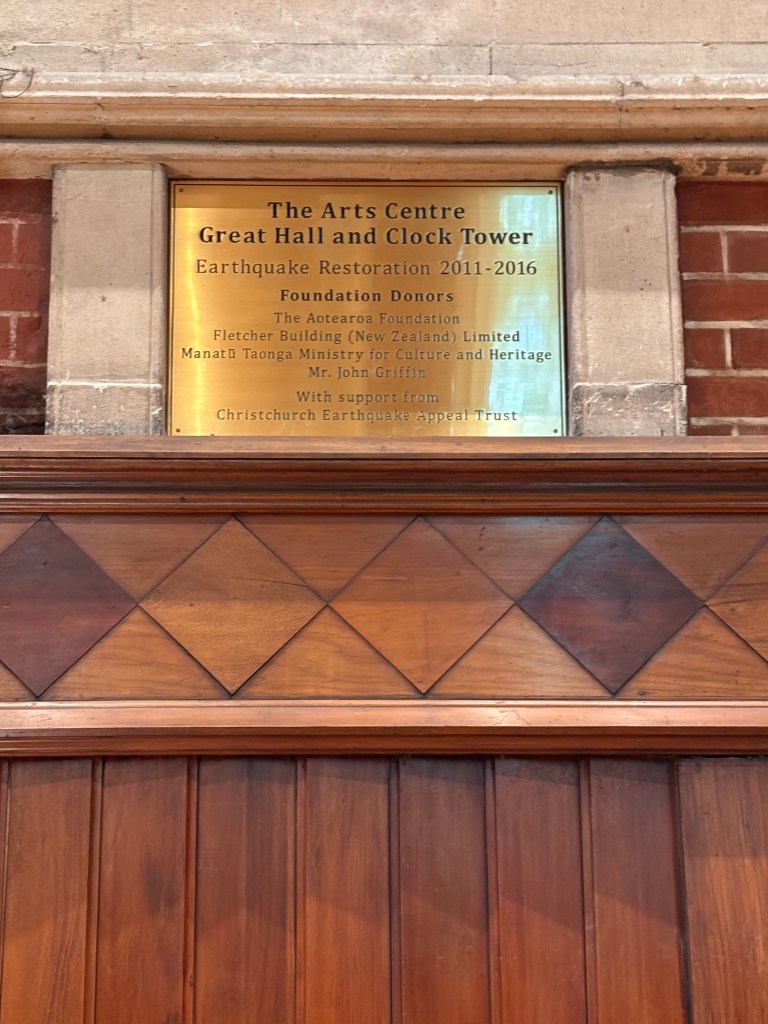 The Arts Centre
Great Hall and Clock Tower
Earthquake Restoration 2011-2016
Foundation Donors
The Aotearoa Foundation
Fletcher Building (New Zealand) Limited
Manatū Taonga Ministry for Culture and Heritage
Mr. John Griffin
With support from
Christchurch Earthquake Appeal Trust